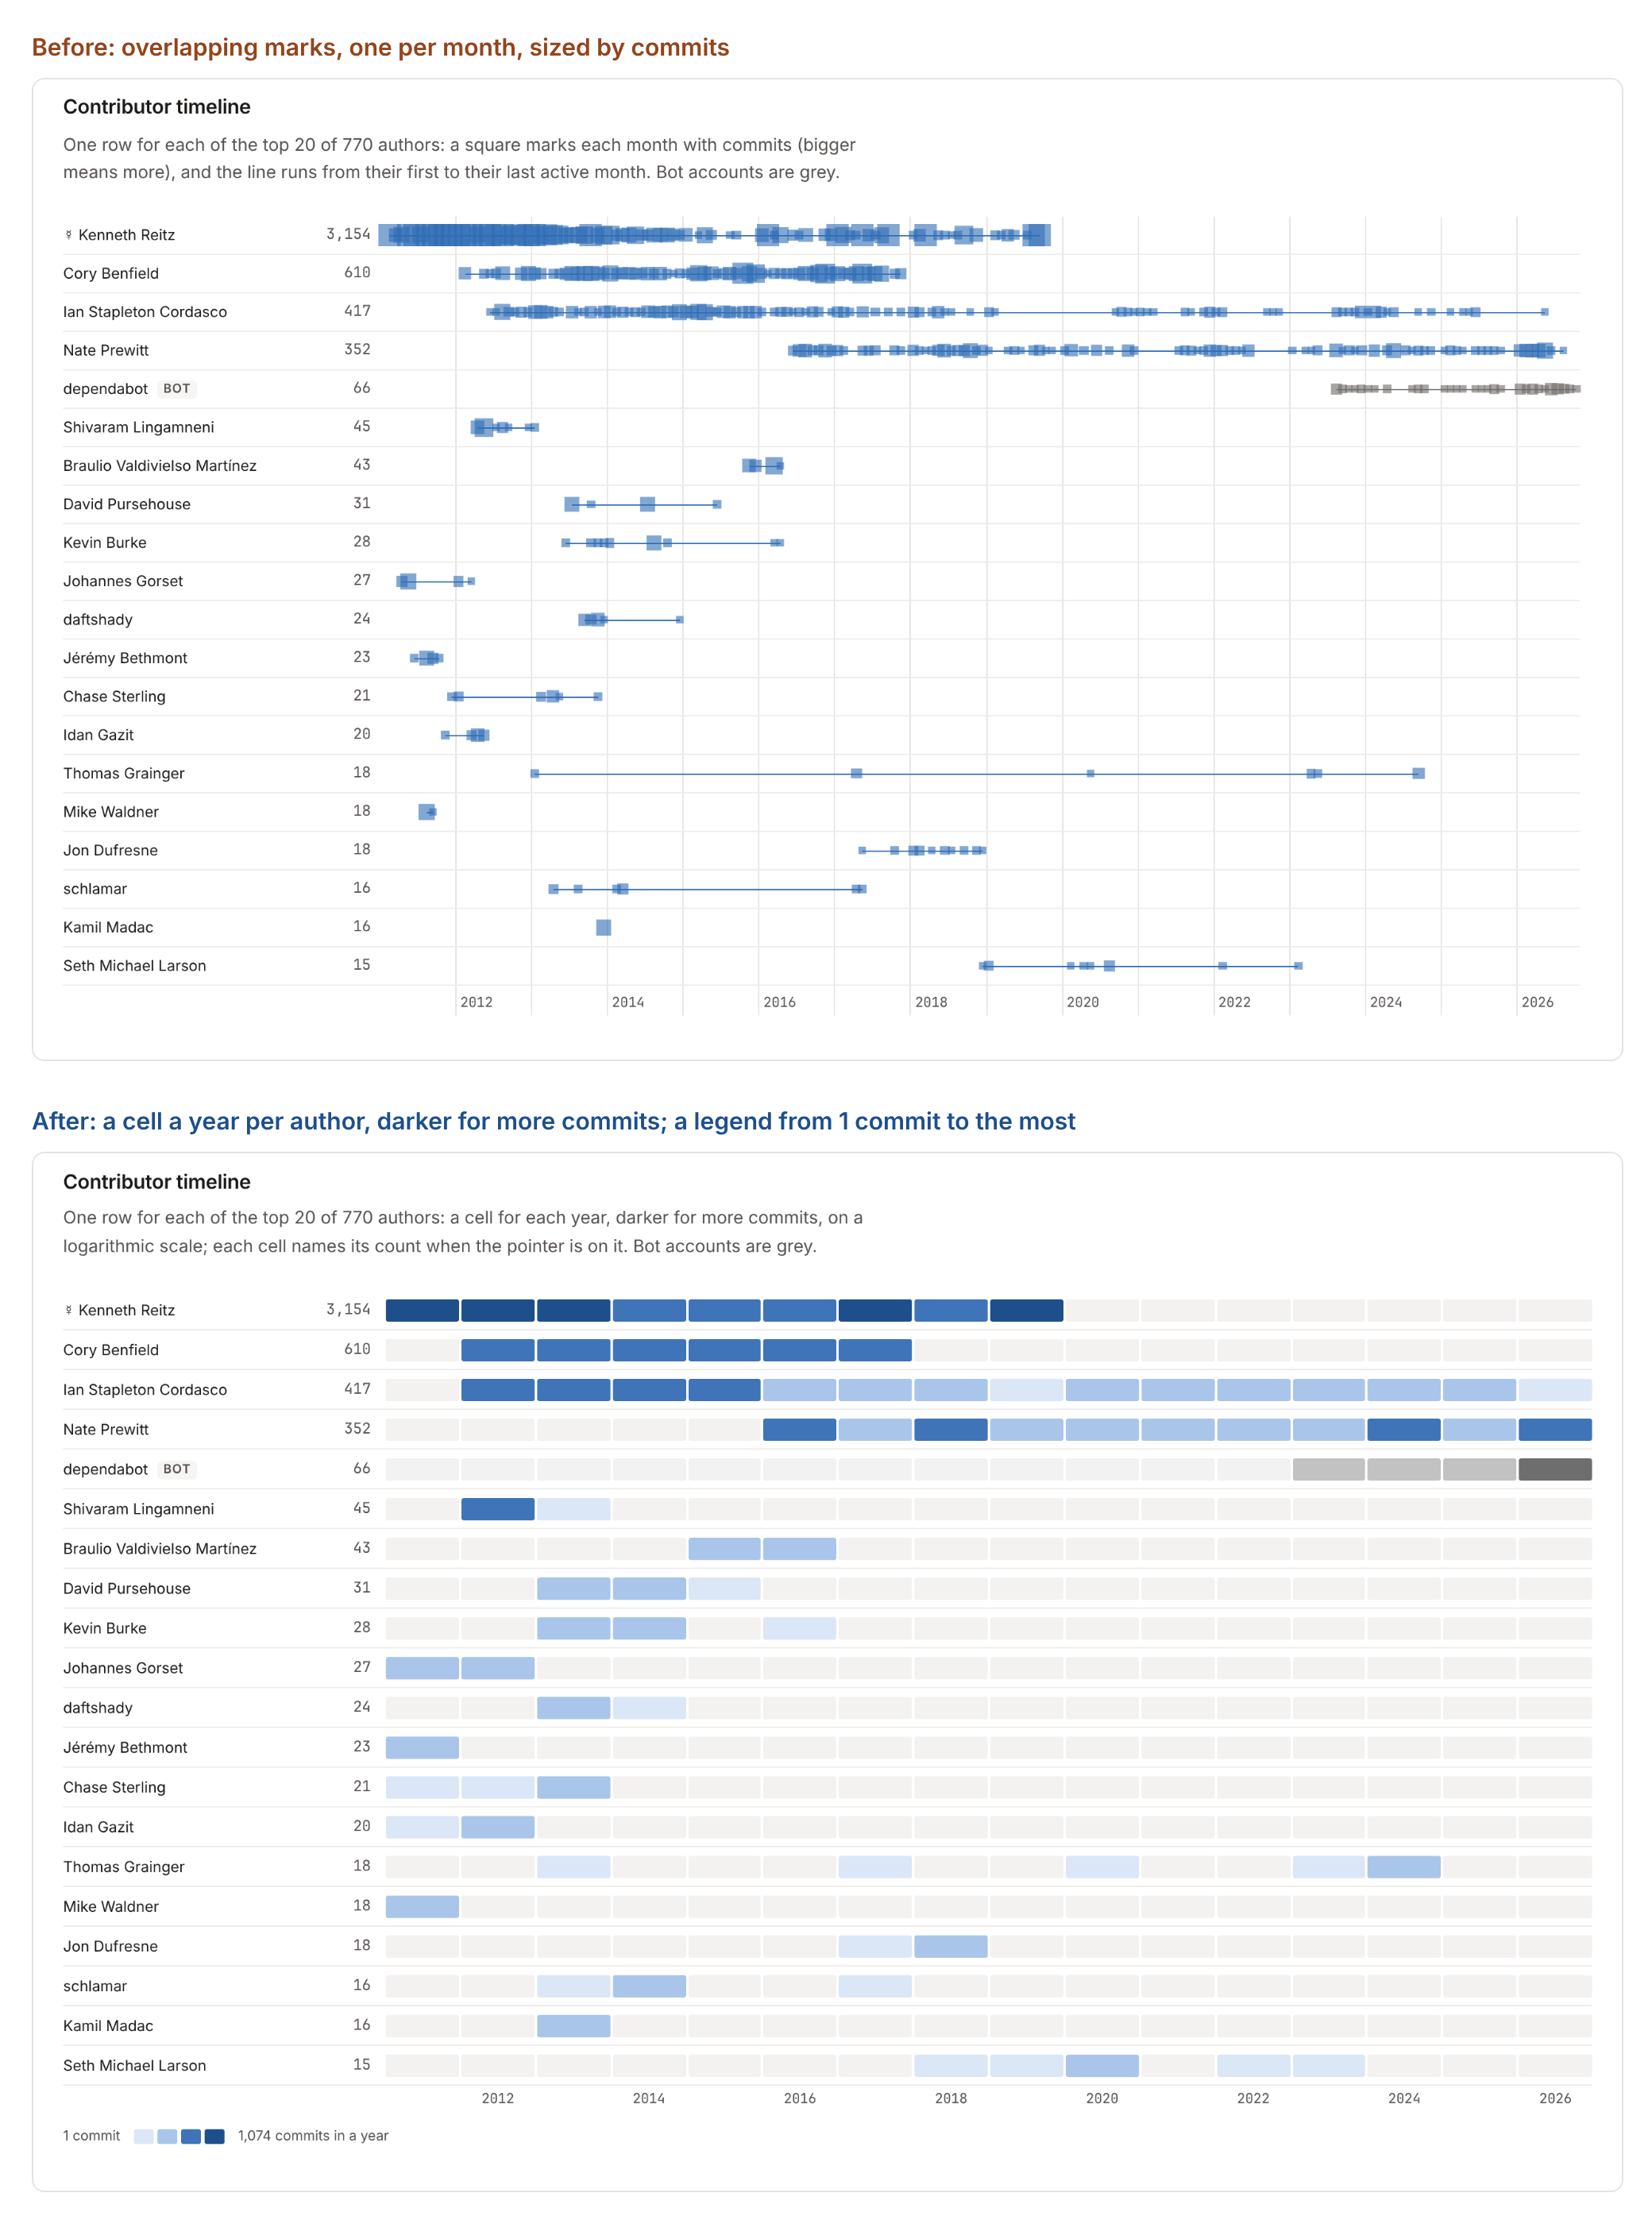 Before: overlapping marks, one per month, sized by commits
Contributor timeline
One row for each of the top 20 of 770 authors: a square marks each month with commits (bigger
means more), and the line runs from their first to their last active month. Bot accounts are grey.
☿ Kenneth Reitz 3,154
Cory Benfield 610
Ian Stapleton Cordasco 417
Nate Prewitt 352
dependabot BOT 66
Shivaram Lingamneni 45
Braulio Valdivielso Martínez 43
David Pursehouse 31
Kevin Burke 28
Johannes Gorset 27
daftshady 24
Jérémy Bethmont 23
Chase Sterling 21
Idan Gazit 20
Thomas Grainger 18
Mike Waldner 18
Jon Dufresne 18
schlamar 16
Kamil Madac 16
Seth Michael Larson 15
2012 2014 2016 2018 2020 2022 2024 2026
After: a cell a year per author, darker for more commits; a legend from 1 commit to the most
Contributor timeline
One row for each of the top 20 of 770 authors: a cell for each year, darker for more commits, on a
logarithmic scale; each cell names its count when the pointer is on it. Bot accounts are grey.
☿ Kenneth Reitz 3,154
Cory Benfield 610
Ian Stapleton Cordasco 417
Nate Prewitt 352
dependabot BOT 66
Shivaram Lingamneni 45
Braulio Valdivielso Martínez 43
David Pursehouse 31
Kevin Burke 28
Johannes Gorset 27
daftshady 24
Jérémy Bethmont 23
Chase Sterling 21
Idan Gazit 20
Thomas Grainger 18
Mike Waldner 18
Jon Dufresne 18
schlamar 16
Kamil Madac 16
Seth Michael Larson 15
2012 2014 2016 2018 2020 2022 2024 2026
1 commit 1,074 commits in a year